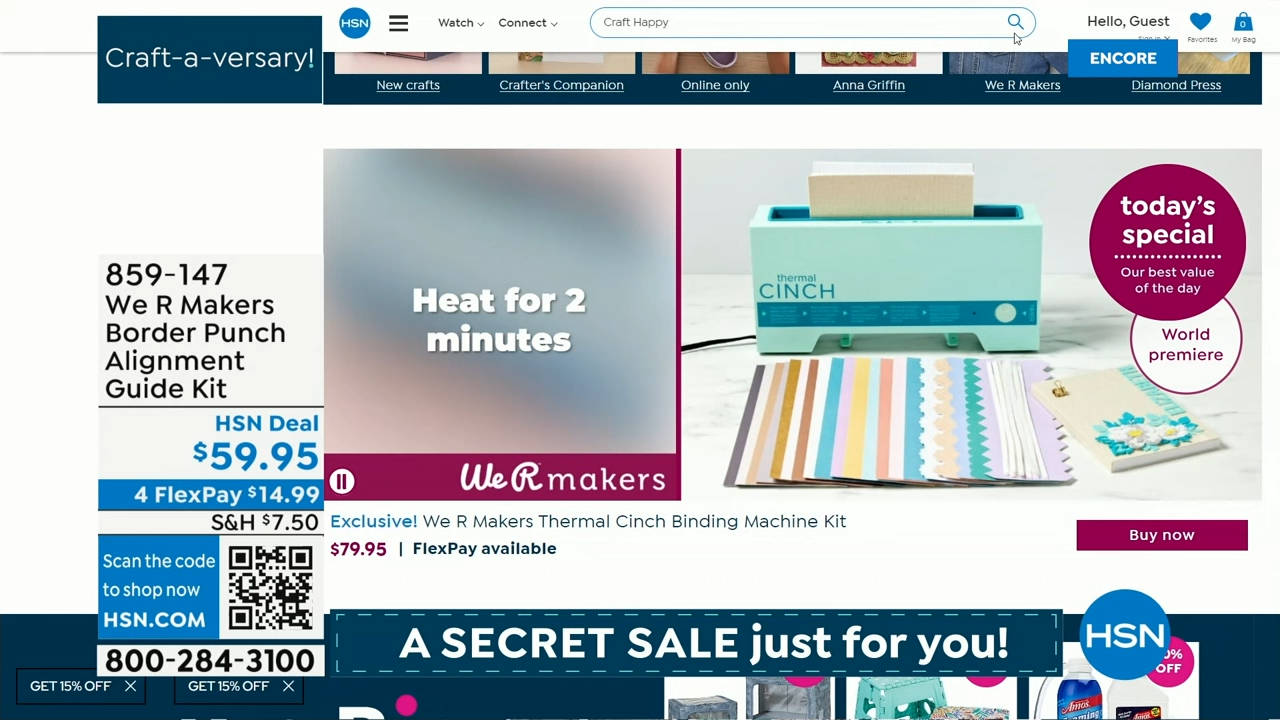 Craft-a-versary!
HSN
Watch
Connect
Craft Happy
Hello, Guest
Sign In
Favorites
0
My Bag
ENCORE
New crafts
Crafter's Companion
Online only
Anna Griffin
We R Makers
Diamond Press
859-147
We R Makers
Border Punch
Alignment
Guide Kit
HSN Deal
$59.95
4 FlexPay $14.99
S&H $7.50
Scan the code
to shop now
HSN.COM
800-284-3100
Heat for 2
minutes
We R makers
thermal
CINCH
today's
special
Our best value
of the day
World
premiere
Exclusive! We R Makers Thermal Cinch Binding Machine Kit
$79.95 | FlexPay available
Buy now
A SECRET SALE just for you!
HSN
OFF
GET 15% OFF
GET 15% OFF